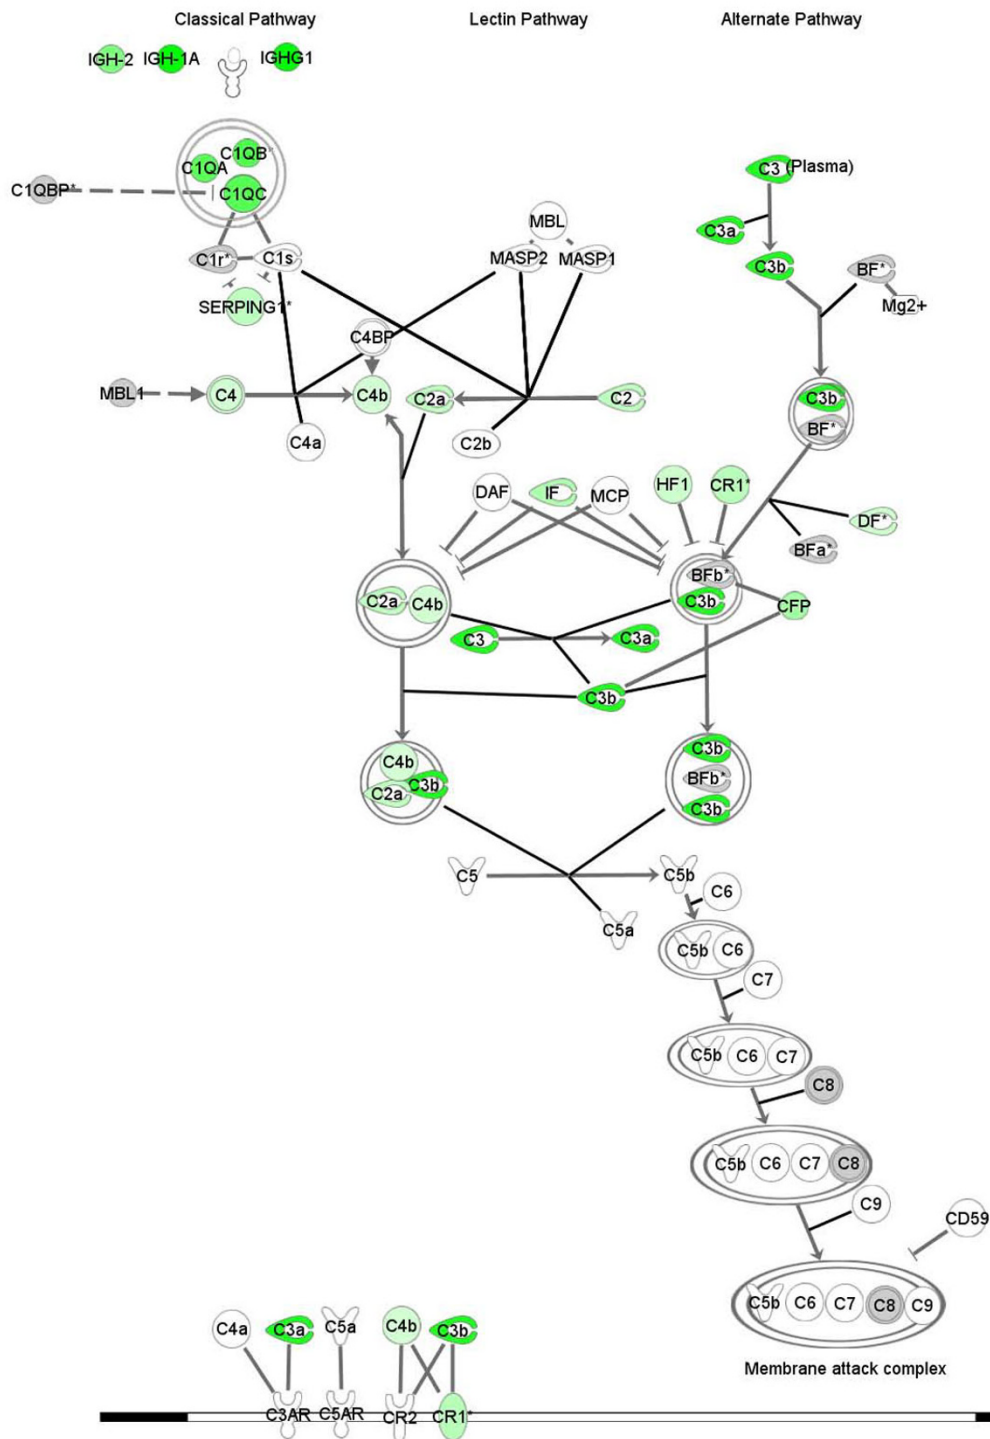 Classical Pathway Lectin Pathway Alternate Pathway
IGH-2 IGH-1A IGHG1
C1QB*
C1QA
C1QBP* C1QC
C3 (Plasma)
MBL
C3a
C1r* C1s MASP2 MASP1
C3b BF*
SERPING1* Mg2+
C4BP
MBL1 C4 C4b C2a C2
C3b
BF*
C4a C2b
DAF IF MCP HF1 CR1*
DF*
BFa*
BFb*
C2a C4b C3b CFP
C3 C3a
C3b
C4b C3b
C3b BFb*
C2a
C3b
C5 C5b C6
C5a
C5b C6
C7
C5b C6 C7
C8
C5b C6 C7 C8
C9
CD59
C5b C6 C7 C8 C9
C4a C3a C5a C4b C3b
Membrane attack complex
C3AR C5AR CR2 CR1*